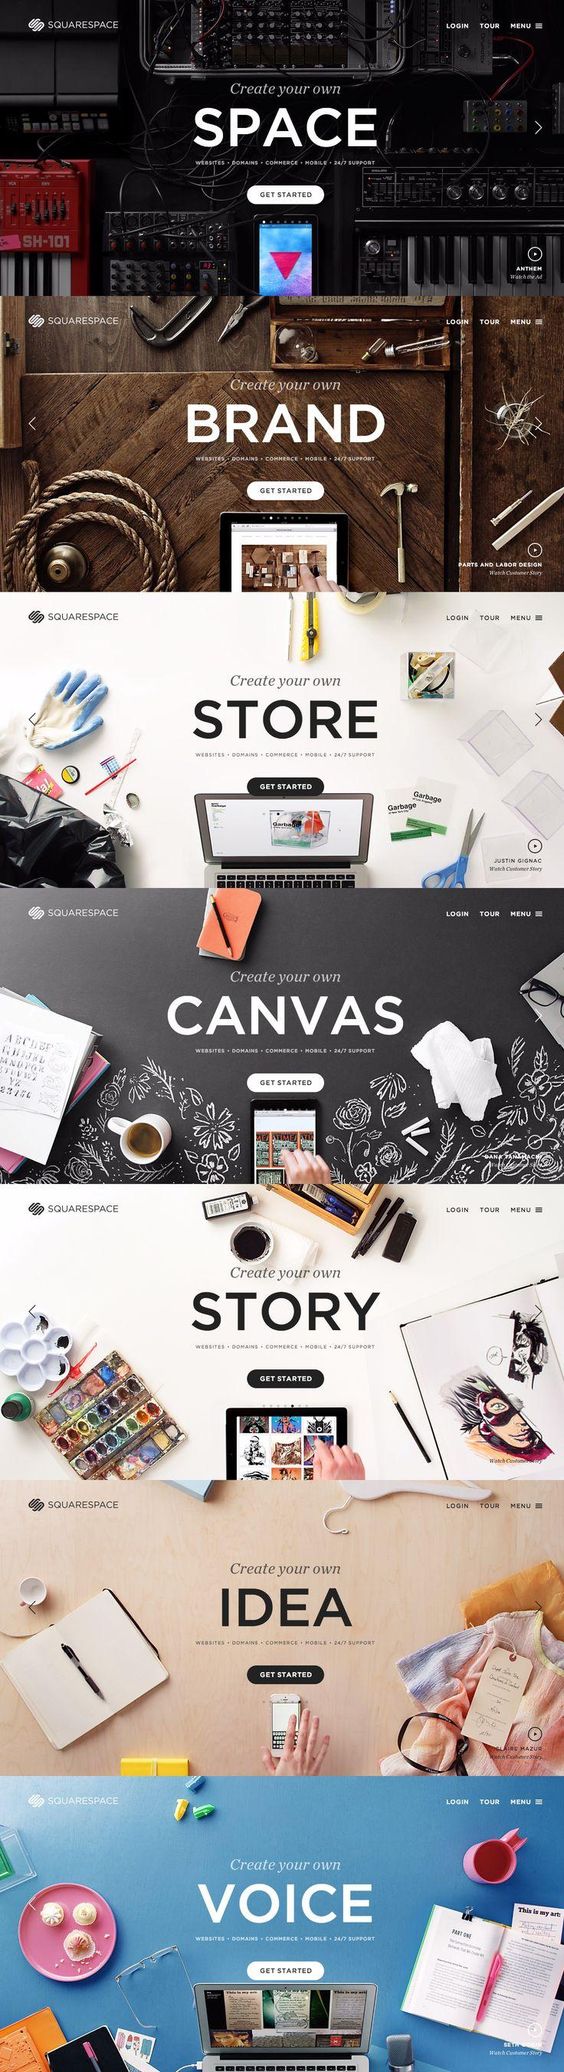 SQUARESPACE
LOGIN TOUR MENU
Create your own
SPACE
WEBSITES • DOMAINS • COMMERCE • MOBILE • 24/7 SUPPORT
GET STARTED
SH-101
ANTHEM
Watch the Ad
SQUARESPACE
LOGIN TOUR MENU
Create your own
BRAND
WEBSITES • DOMAINS • COMMERCE • MOBILE • 24/7 SUPPORT
GET STARTED
PARTS AND LABOR DESIGN
Watch Customer Story
SQUARESPACE
LOGIN TOUR MENU
Create your own
STORE
WEBSITES • DOMAINS • COMMERCE • MOBILE • 24/7 SUPPORT
GET STARTED
Garbage
Garbage
JUSTIN GIGNAC
Watch Customer Story
SQUARESPACE
LOGIN TOUR MENU
Create your own
CANVAS
WEBSITES • DOMAINS • COMMERCE • MOBILE • 24/7 SUPPORT
GET STARTED
SQUARESPACE
LOGIN TOUR MENU
Create your own
STORY
WEBSITES • DOMAINS • COMMERCE • MOBILE • 24/7 SUPPORT
GET STARTED
Watch Customer Story
SQUARESPACE
LOGIN TOUR MENU
Create your own
IDEA
WEBSITES • DOMAINS • COMMERCE • MOBILE • 24/7 SUPPORT
GET STARTED
CLAIRE MAZUR
Watch Customer Story
SQUARESPACE
LOGIN TOUR MENU
Create your own
VOICE
WEBSITES • DOMAINS • COMMERCE • MOBILE • 24/7 SUPPORT
GET STARTED
This is my art:
PART ONE
Watch Customer Story